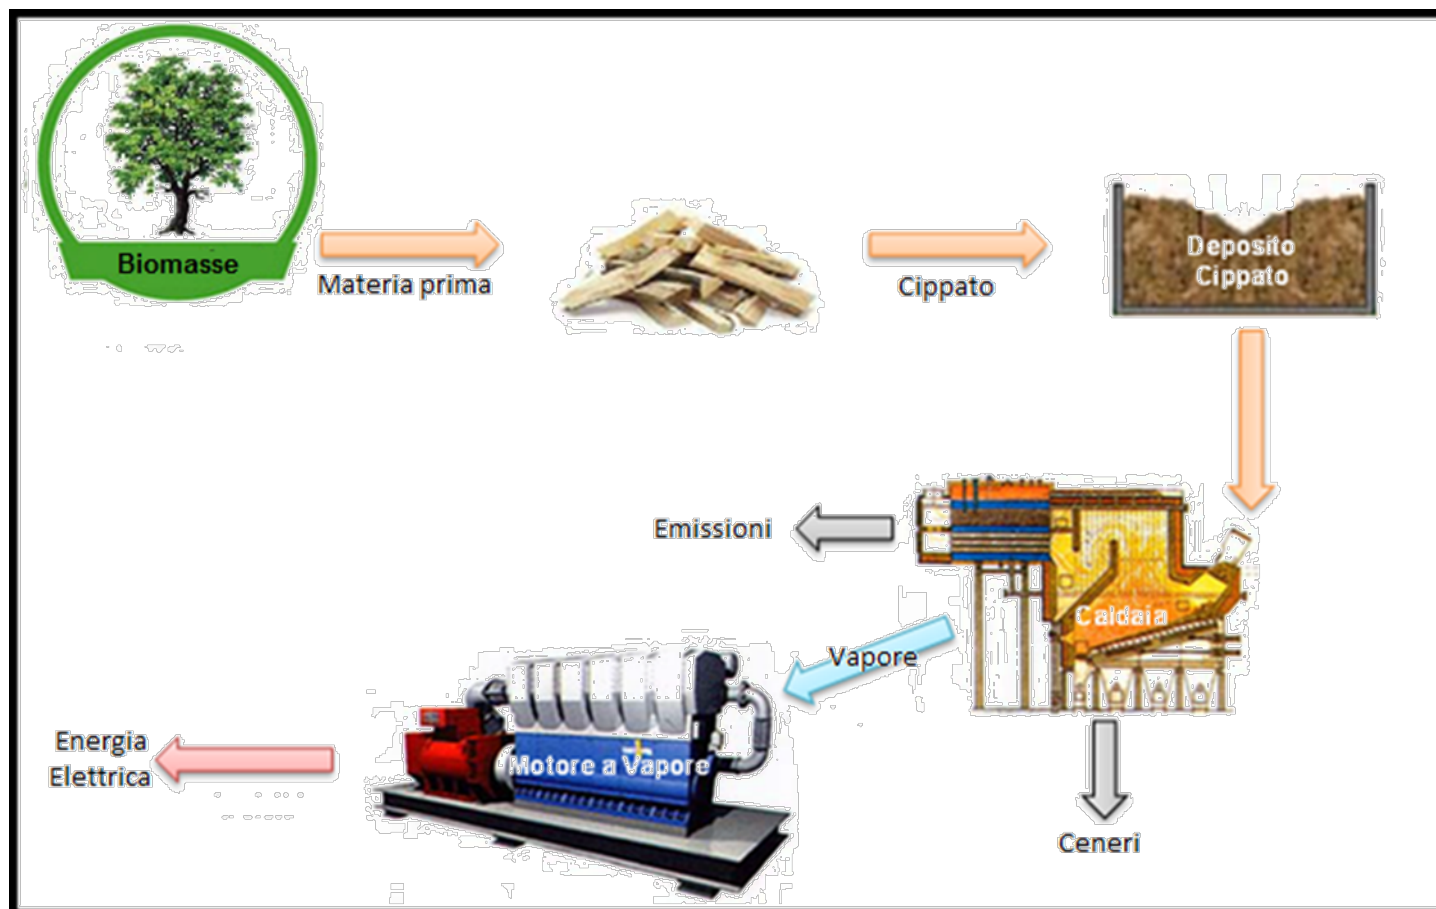 Biomasse
Materia prima
Cippato
Deposito
Cippato
Emissioni
Caldaia
Vapore
Energia
Elettrica
Motore a Vapore
Ceneri